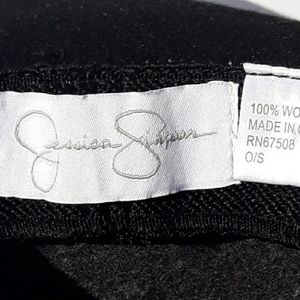 Jessica Simpson
100% WO
MADE IN
RN67508
O/S